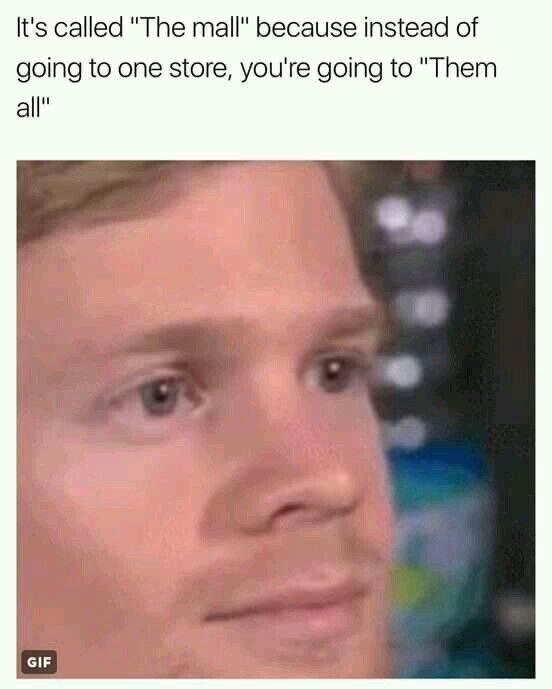 It's called "The mall" because instead of
going to one store, you're going to "Them
all"
GIF